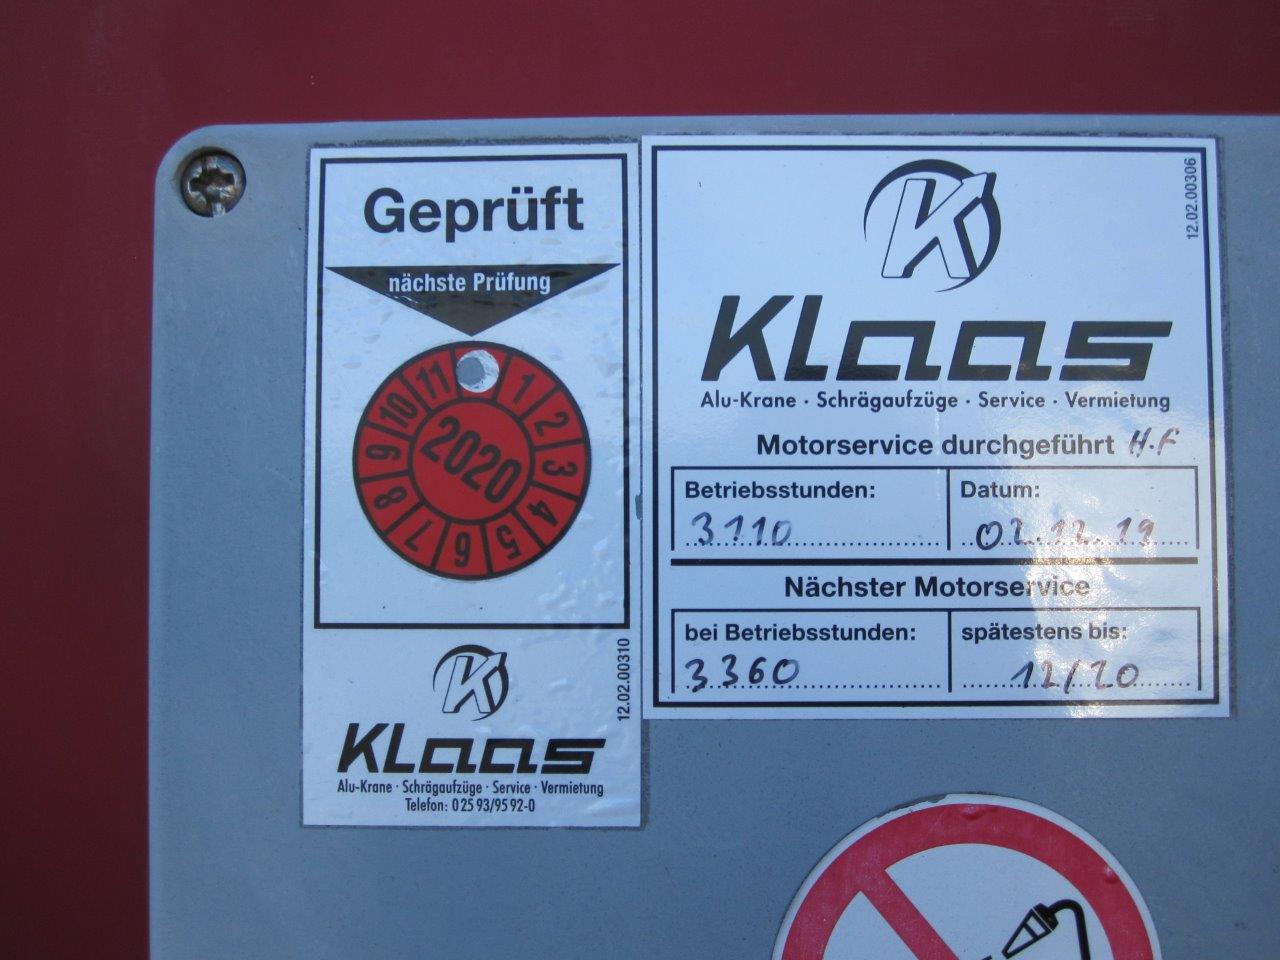 Geprüft
nächste Prüfung
11 1
10 2
9 2020 3
8 4
7 6 5
12.02.00310
Klaas
Alu-Krane · Schrägaufzüge · Service · Vermietung
Telefon: 0 25 93/95 92-0
12.02.00306
Klaas
Alu-Krane · Schrägaufzüge · Service · Vermietung
Motorservice durchgeführt H.F
Betriebsstunden: Datum:
3110 02.12.19
Nächster Motorservice
bei Betriebsstunden: spätestens bis:
3360 12/20